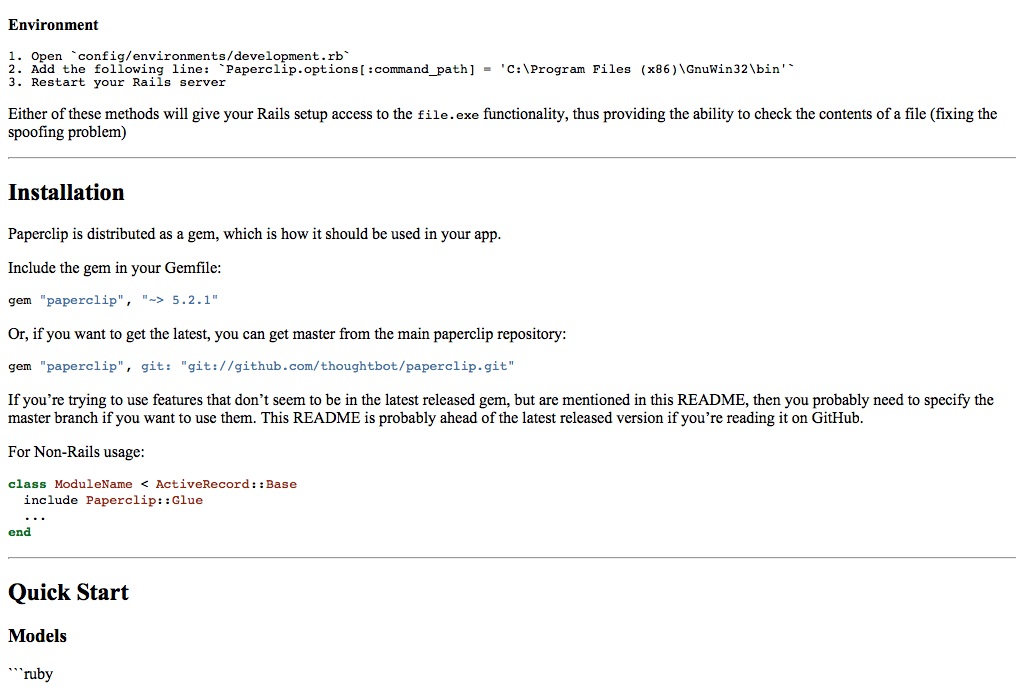 Environment
1. Open `config/environments/development.rb`
2. Add the following line: `Paperclip.options[:command_path] = 'C:\Program Files (x86)\GnuWin32\bin'`
3. Restart your Rails server
Either of these methods will give your Rails setup access to the file.exe functionality, thus providing the ability to check the contents of a file (fixing the
spoofing problem)
Installation
Paperclip is distributed as a gem, which is how it should be used in your app.
Include the gem in your Gemfile:
gem "paperclip", "~> 5.2.1"
Or, if you want to get the latest, you can get master from the main paperclip repository:
gem "paperclip", git: "git://github.com/thoughtbot/paperclip.git"
If you’re trying to use features that don’t seem to be in the latest released gem, but are mentioned in this README, then you probably need to specify the
master branch if you want to use them. This README is probably ahead of the latest released version if you’re reading it on GitHub.
For Non-Rails usage:
class ModuleName < ActiveRecord::Base
  include Paperclip::Glue
  ...
end
Quick Start
Models
```ruby